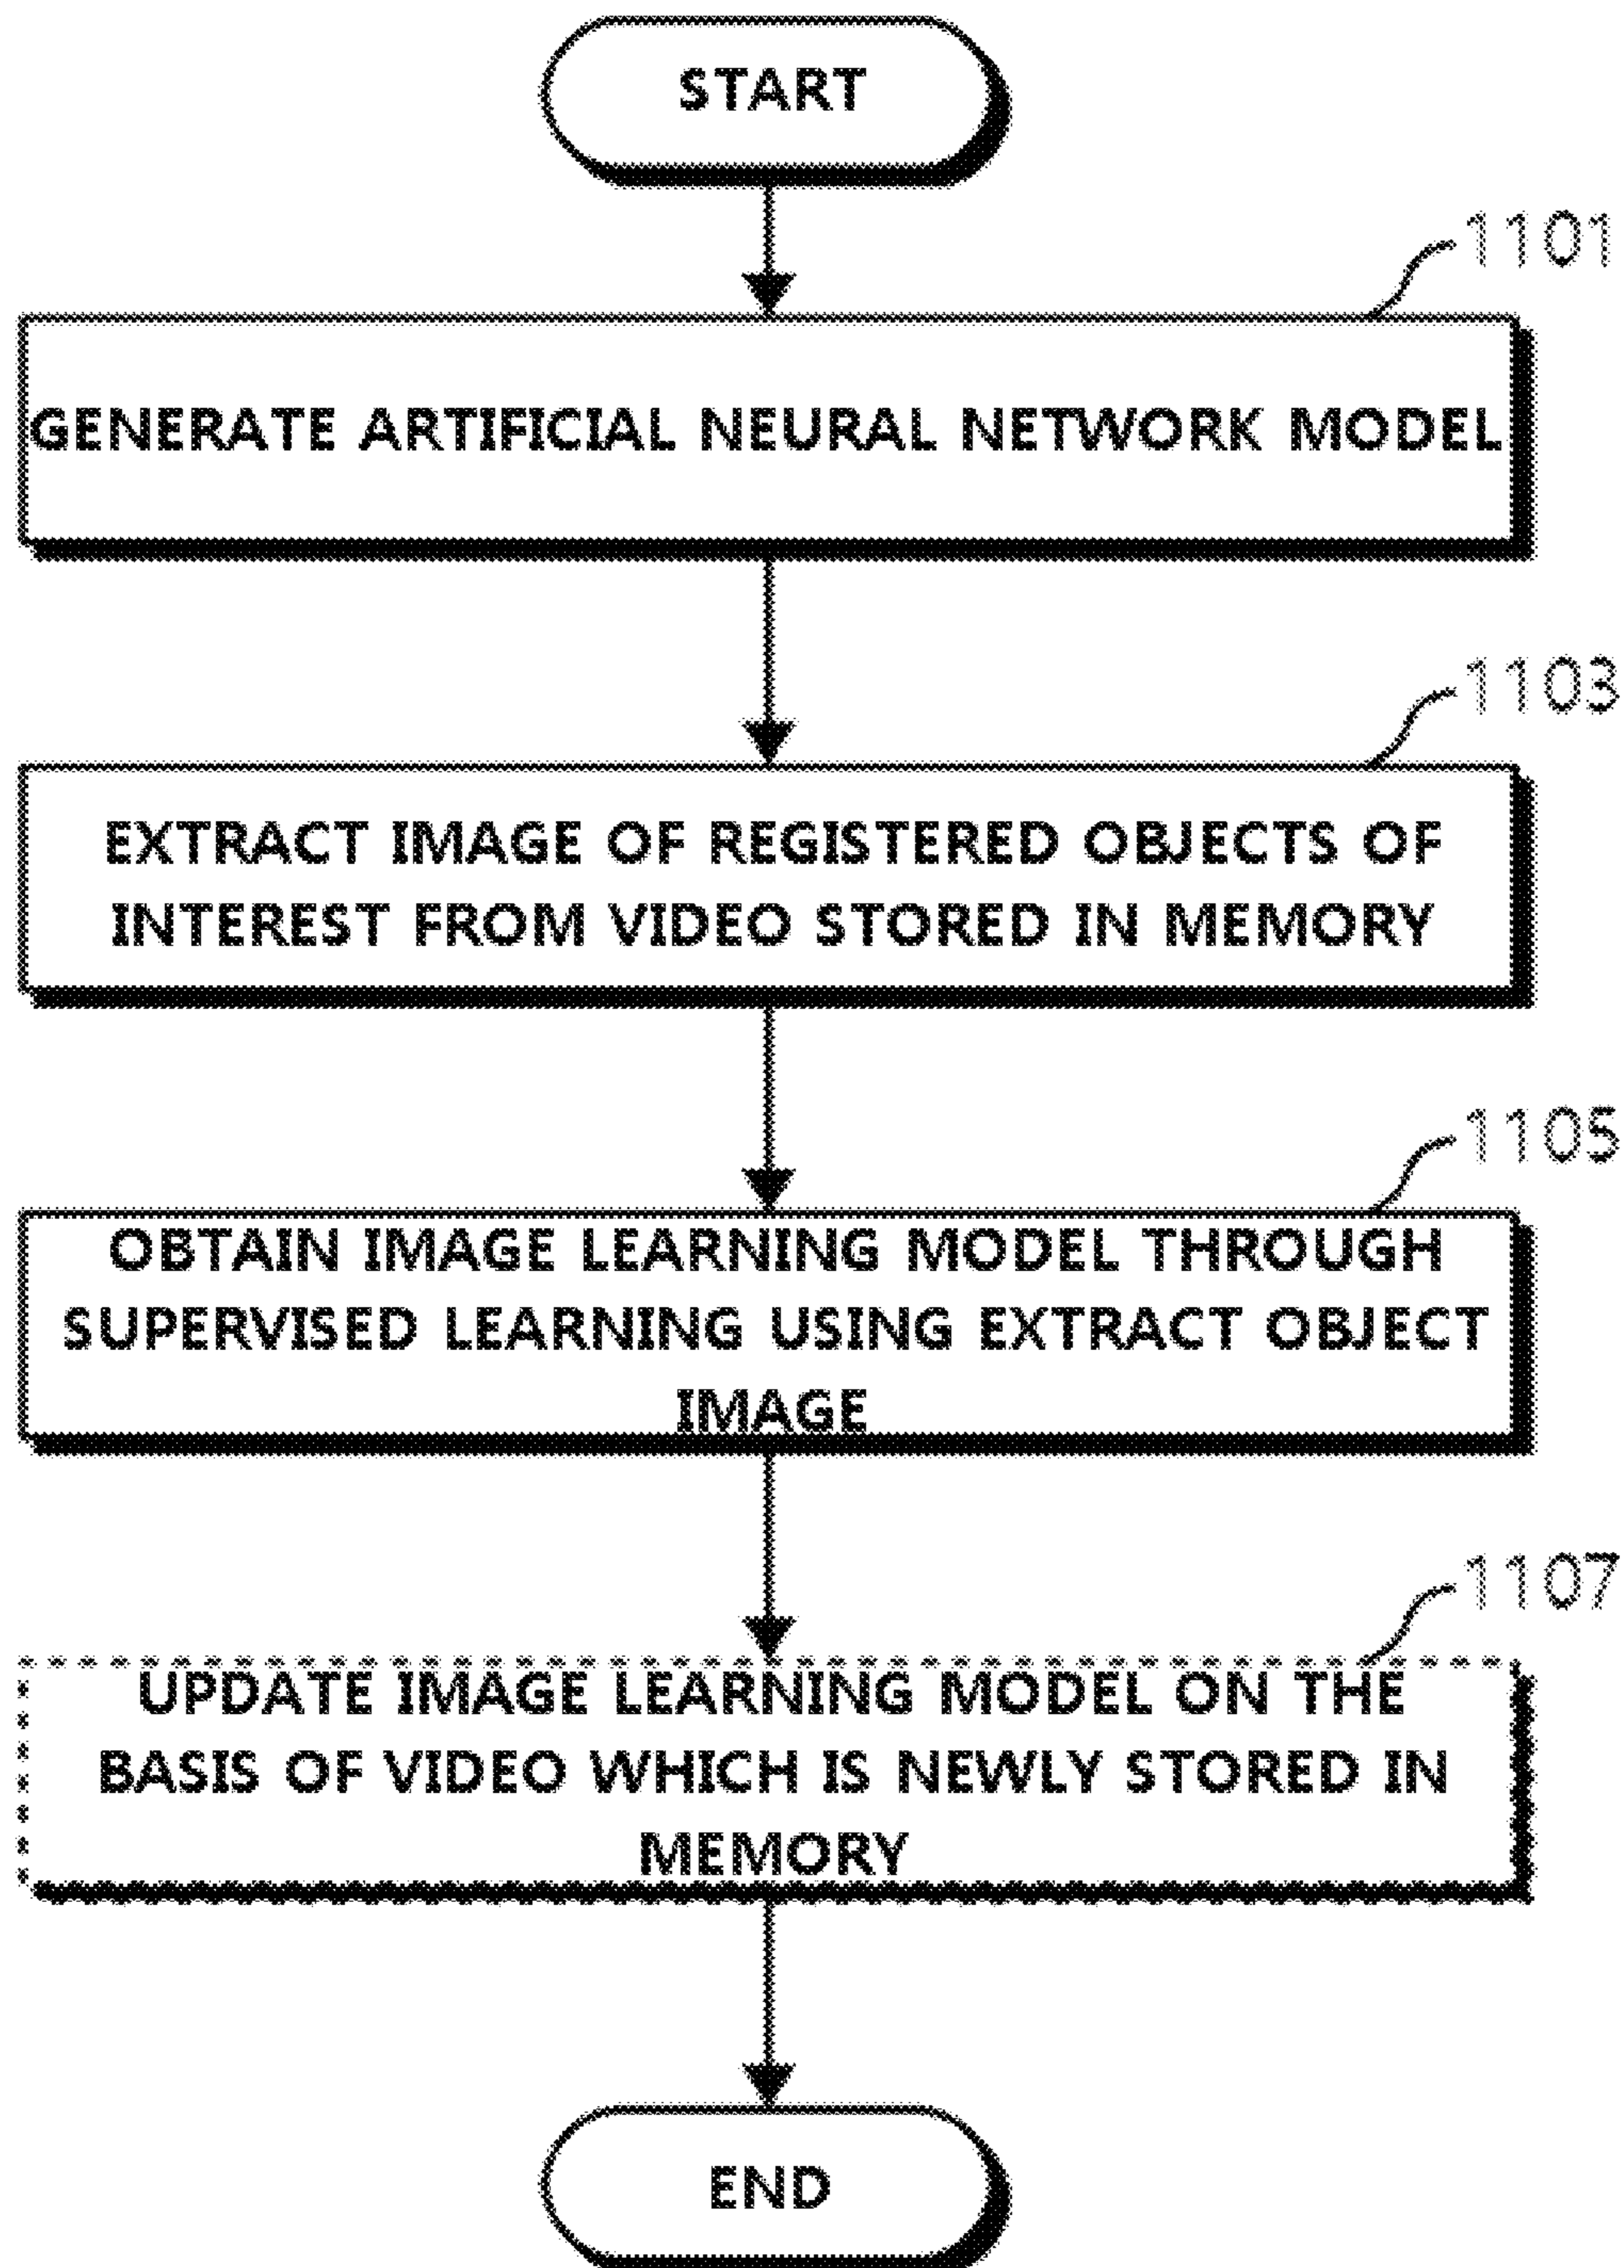 START
1101
GENERATE ARTIFICIAL NEURAL NETWORK MODEL
1103
EXTRACT IMAGE OF REGISTERED OBJECTS OF
INTEREST FROM VIDEO STORED IN MEMORY
1105
OBTAIN IMAGE LEARNING MODEL THROUGH
SUPERVISED LEARNING USING EXTRACT OBJECT
IMAGE
1107
UPDATE IMAGE LEARNING MODEL ON THE
BASIS OF VIDEO WHICH IS NEWLY STORED IN
MEMORY
END